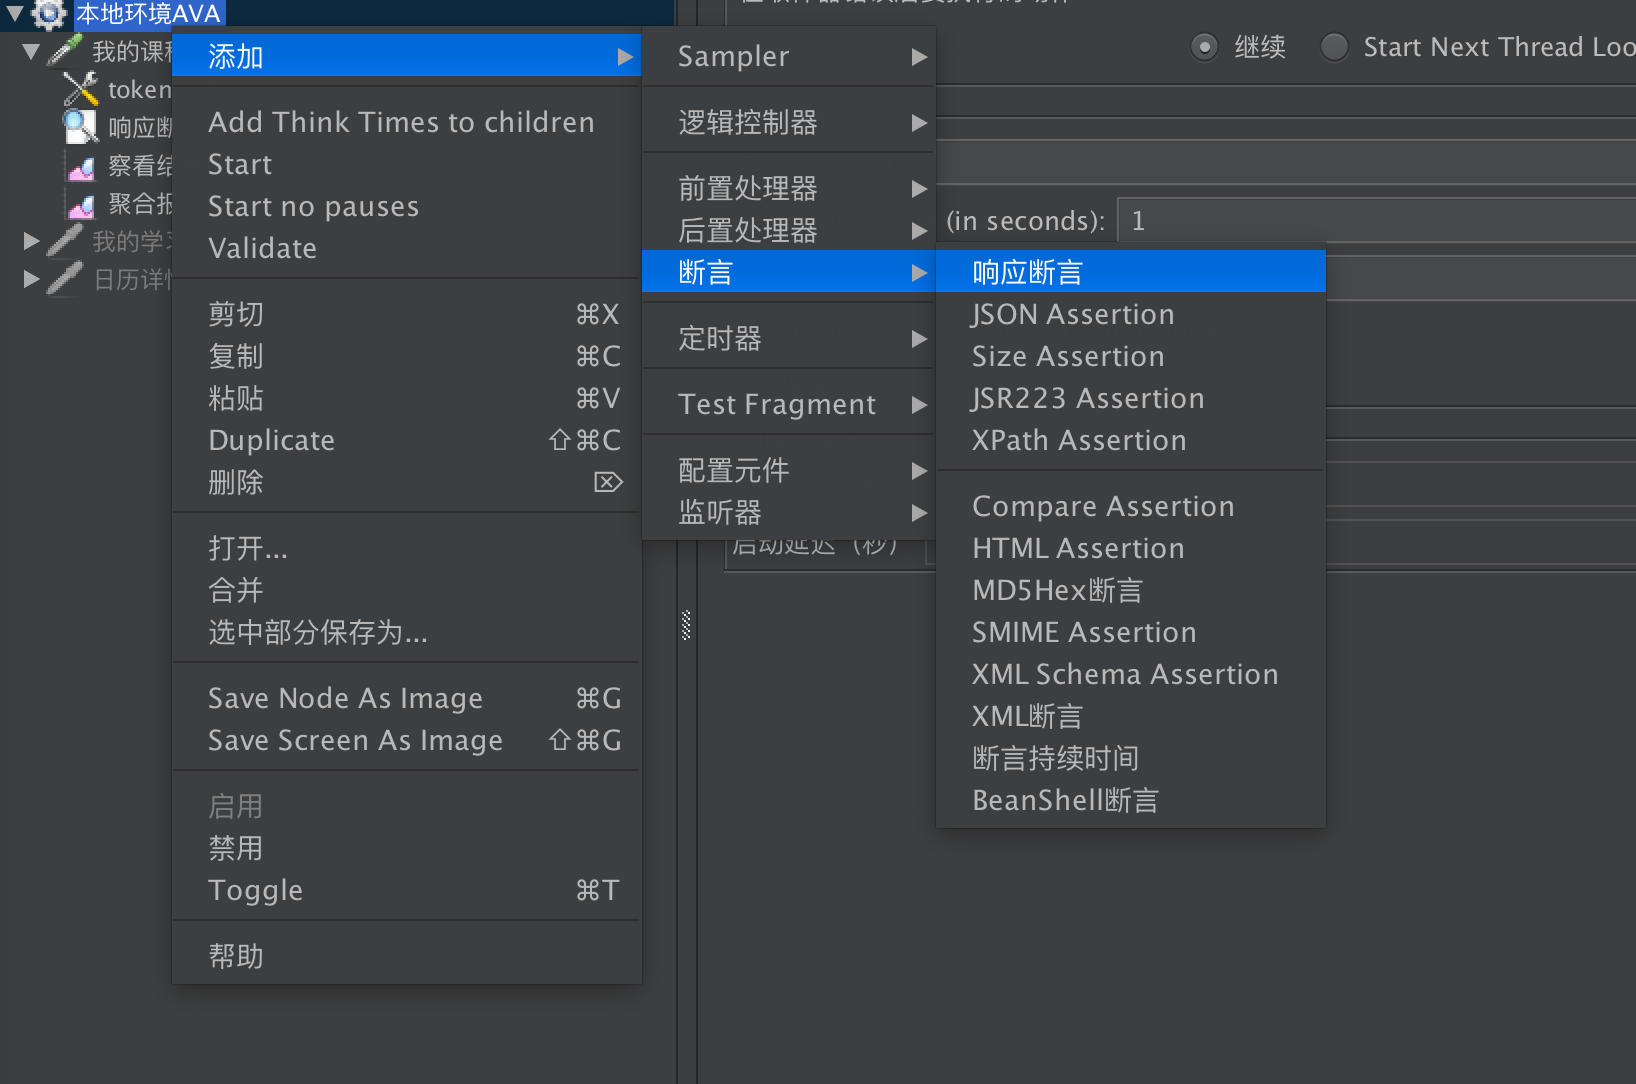 本地环境AVA
我的课
token
响应断
察看结
聚合报
我的学
日历详
添加
Add Think Times to children
Start
Start no pauses
Validate
剪切 ⌘X
复制 ⌘C
粘贴 ⌘V
Duplicate ⇧⌘C
删除 ⌦
打开...
合并
选中部分保存为...
Save Node As Image ⌘G
Save Screen As Image ⇧⌘G
启用
禁用
Toggle ⌘T
帮助
Sampler
逻辑控制器
前置处理器
后置处理器
断言
定时器
Test Fragment
配置元件
监听器
响应断言
JSON Assertion
Size Assertion
JSR223 Assertion
XPath Assertion
Compare Assertion
HTML Assertion
MD5Hex断言
SMIME Assertion
XML Schema Assertion
XML断言
断言持续时间
BeanShell断言
继续 Start Next Thread Loo
(in seconds): 1
启动延迟（秒）